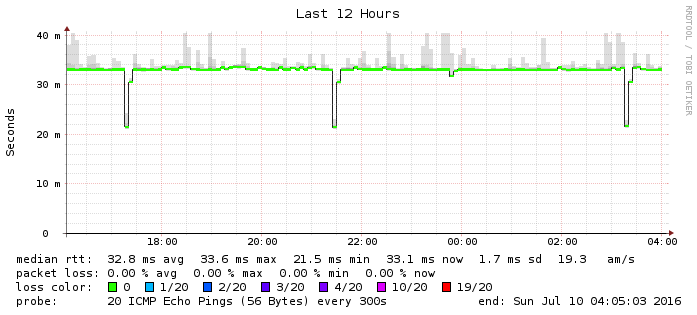 Last 12 Hours
RRDTOOL / TOBI OETIKER
Seconds
40 m
30 m
20 m
10 m
0
18:00 20:00 22:00 00:00 02:00 04:00
median rtt: 32.8 ms avg 33.6 ms max 21.5 ms min 33.1 ms now 1.7 ms sd 19.3 am/s
packet loss: 0.00 % avg 0.00 % max 0.00 % min 0.00 % now
loss color: 0 1/20 2/20 3/20 4/20 10/20 19/20
probe: 20 ICMP Echo Pings (56 Bytes) every 300s end: Sun Jul 10 04:05:03 2016